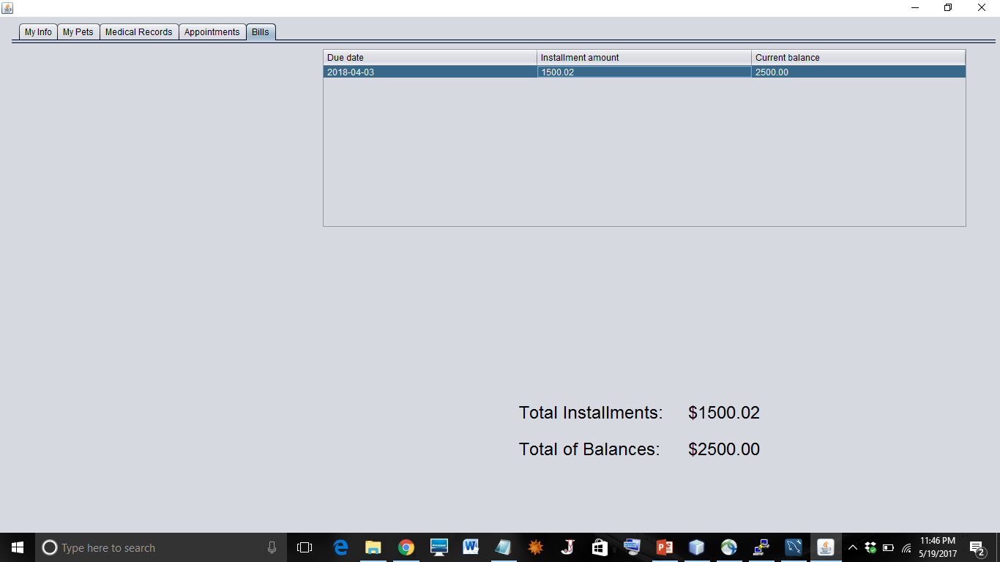 My Info My Pets Medical Records Appointments Bills
Due date Installment amount Current balance
2018-04-03 1500.02 2500.00
Total Installments: $1500.02
Total of Balances: $2500.00
Type here to search
11:46 PM
5/19/2017
2